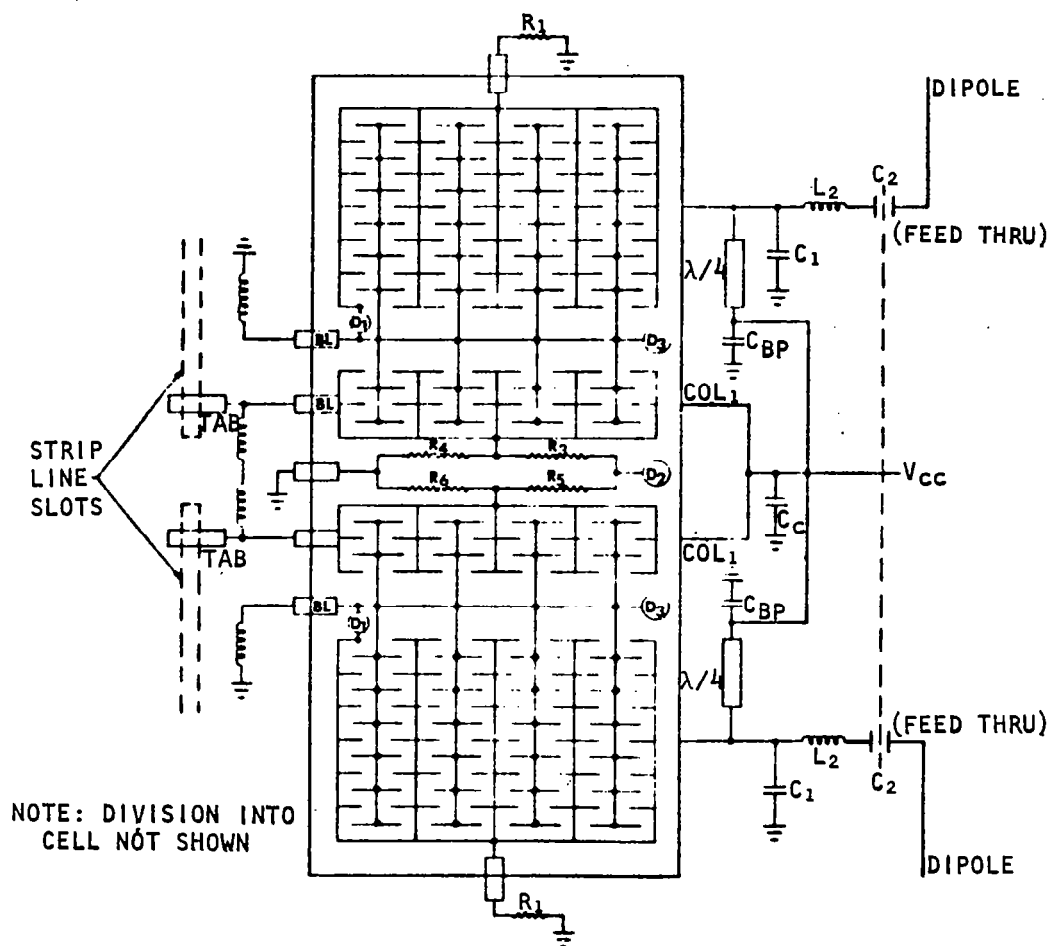 R1
DIPOLE
C2
L2
(FEED THRU)
C1
λ/4
(D1)
BL
(D3)
CBP
BL
COL1
TAB
R4
R3
STRIP
LINE
SLOTS
(D2)
VCC
R6
R5
CC
TAB
COL1
BL
(D1)
(D3)
CBP
λ/4
(FEED THRU)
L2
C2
C1
NOTE: DIVISION INTO
CELL NOT SHOWN
DIPOLE
R1